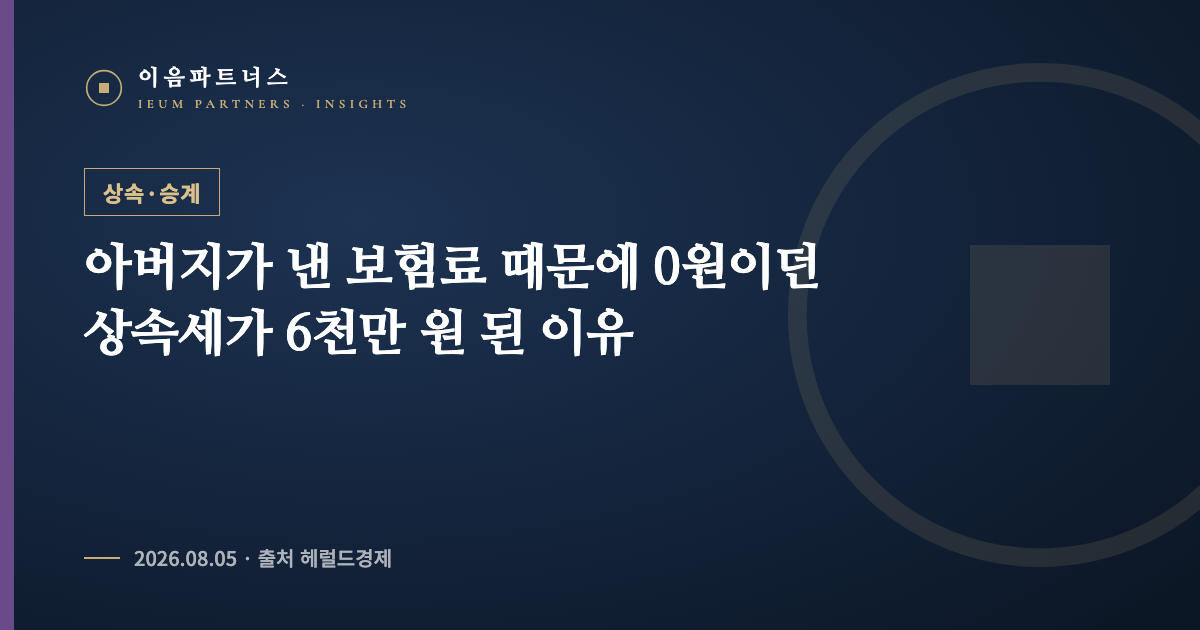 이음파트너스
IEUM PARTNERS · INSIGHTS
상속·승계
아버지가 낸 보험료 때문에 0원이던
상속세가 6천만 원 된 이유
2026.08.05 · 출처 헤럴드경제